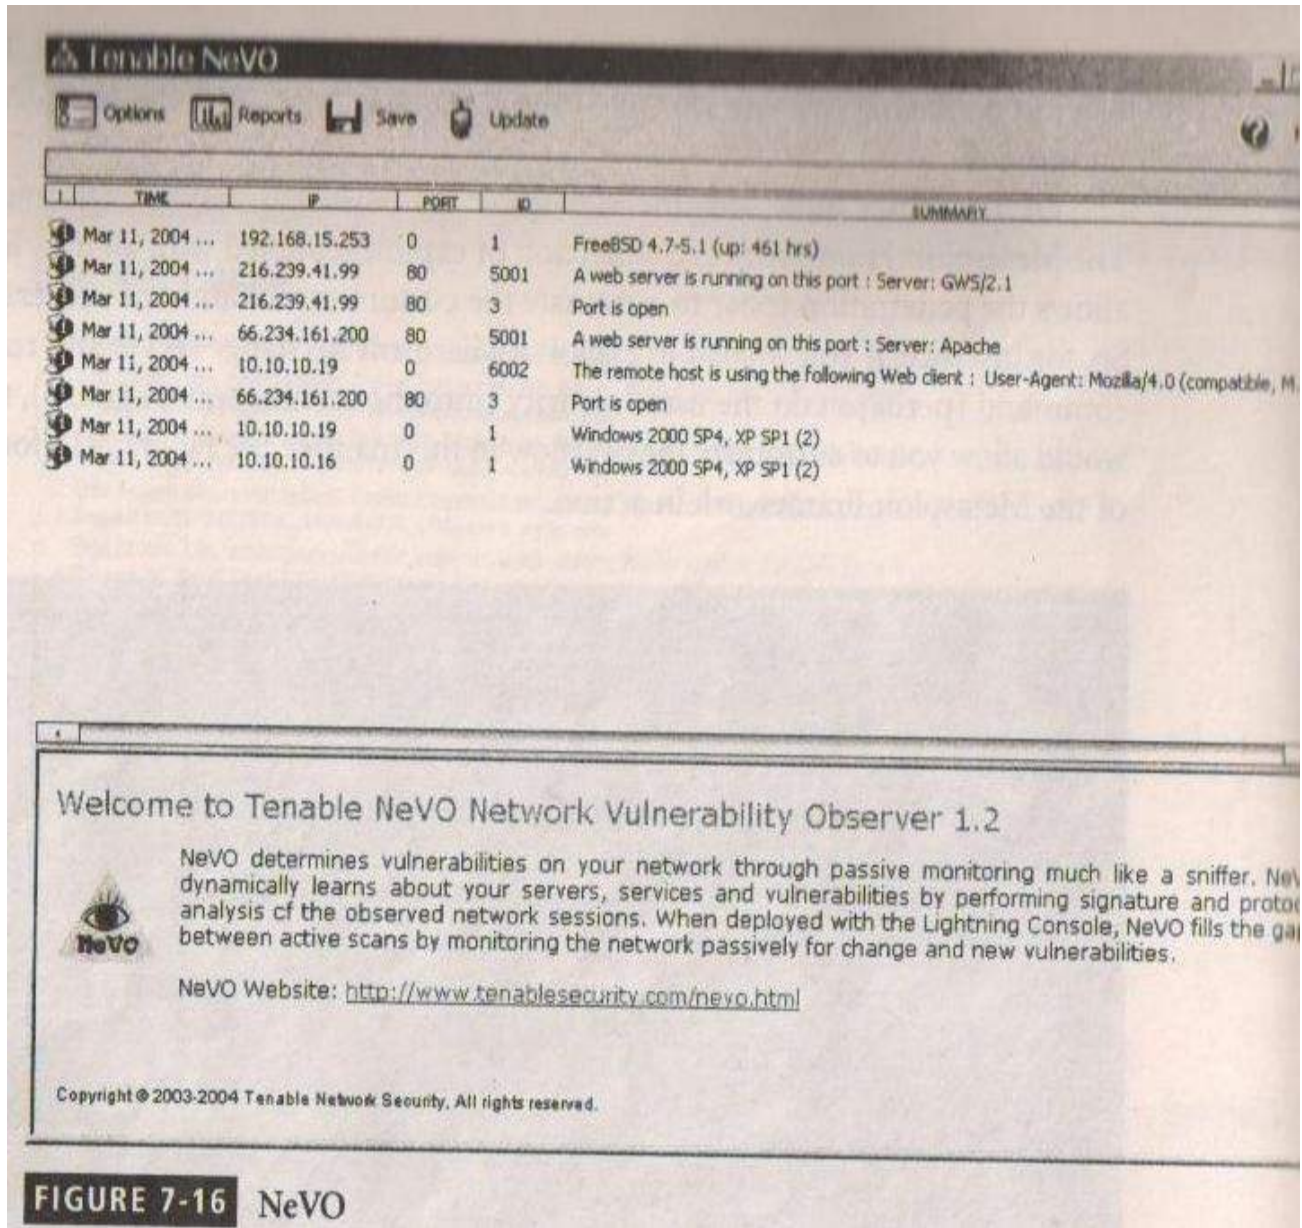 Tenable NeVO
Options Reports Save Update
! TIME IP PORT ID SUMMARY
Mar 11, 2004 ... 192.168.15.253 0 1 FreeBSD 4.7-5.1 (up: 461 hrs)
Mar 11, 2004 ... 216.239.41.99 80 5001 A web server is running on this port : Server: GWS/2.1
Mar 11, 2004 ... 216.239.41.99 80 3 Port is open
Mar 11, 2004 ... 66.234.161.200 80 5001 A web server is running on this port : Server: Apache
Mar 11, 2004 ... 10.10.10.19 0 6002 The remote host is using the following Web client : User-Agent: Mozilla/4.0 (compatible, M
Mar 11, 2004 ... 66.234.161.200 80 3 Port is open
Mar 11, 2004 ... 10.10.10.19 0 1 Windows 2000 SP4, XP SP1 (2)
Mar 11, 2004 ... 10.10.10.16 0 1 Windows 2000 SP4, XP SP1 (2)
Welcome to Tenable NeVO Network Vulnerability Observer 1.2
NeVO determines vulnerabilities on your network through passive monitoring much like a sniffer. NeV
dynamically learns about your servers, services and vulnerabilities by performing signature and protoc
analysis cf the observed network sessions. When deployed with the Lightning Console, NeVO fills the gap
between active scans by monitoring the network passively for change and new vulnerabilities.
NeVO
NeVO Website: http://www.tenablesecurity.com/nevo.html
Copyright © 2003-2004 Tenable Network Security, All rights reserved.
FIGURE 7-16 NeVO